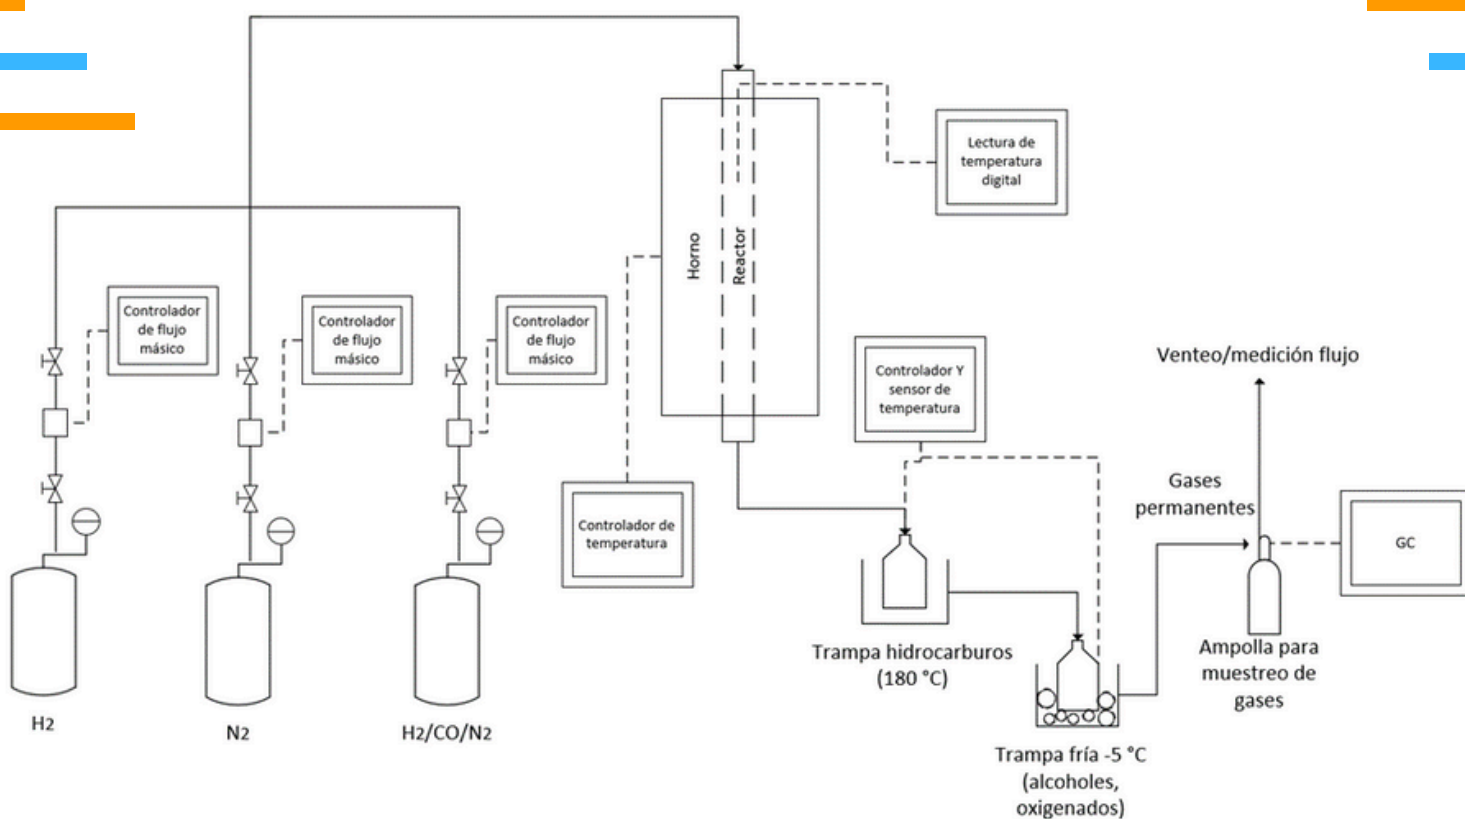 Lectura de
temperatura
digital
Horno
Reactor
Controlador
de flujo
másico
Controlador
de flujo
másico
Controlador
de flujo
másico
Controlador Y
sensor de
temperatura
Venteo/medición flujo
Controlador de
temperatura
Gases
permanentes
GC
Trampa hidrocarburos
(180 °C)
Ampolla para
muestreo de
gases
H2
N2
H2/CO/N2
Trampa fría -5 °C
(alcoholes,
oxigenados)